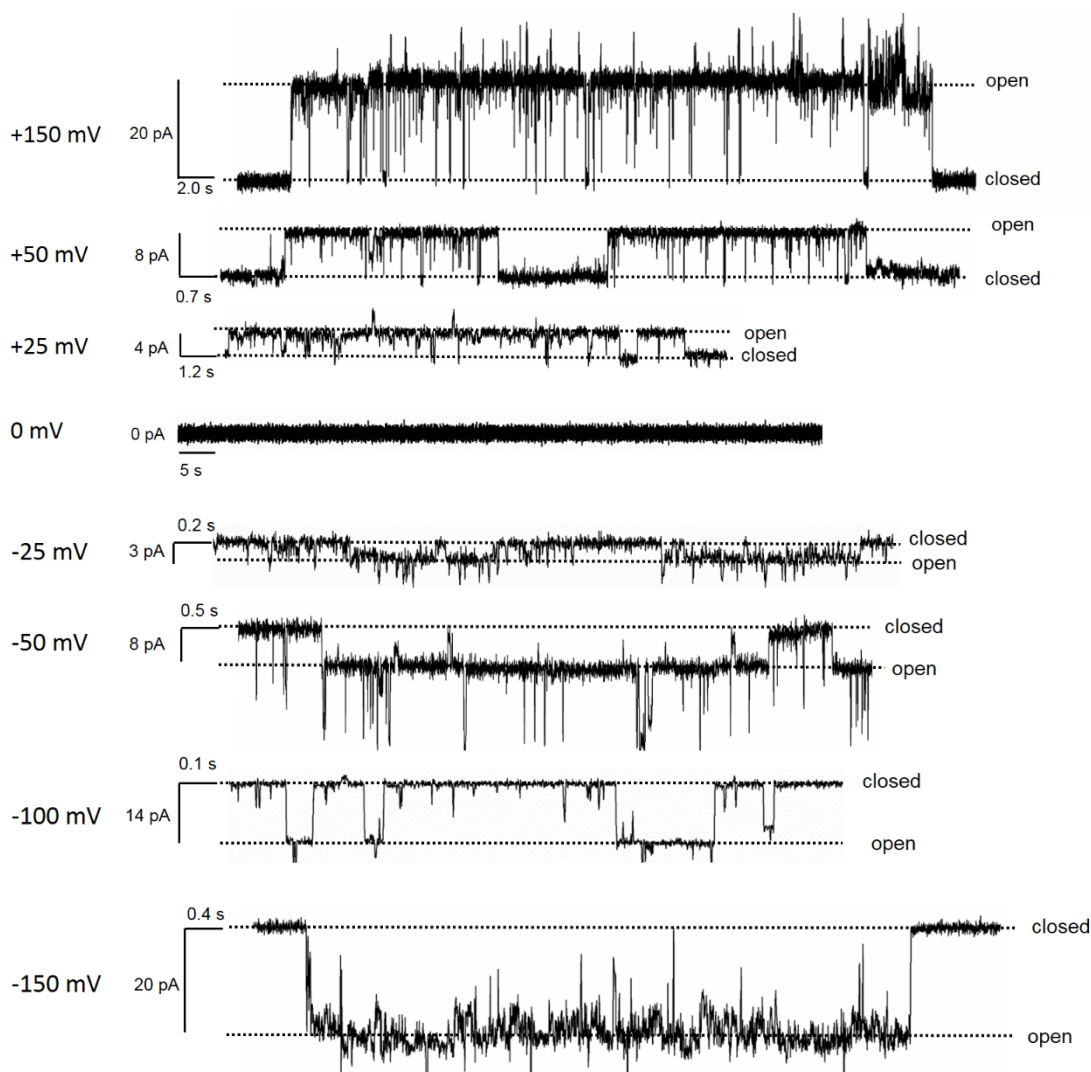 open
+150 mV
20 pA
2.0 s
closed
open
+50 mV
8 pA
closed
0.7 s
open
+25 mV
4 pA
closed
1.2 s
0 mV
0 pA
5 s
0.2 s
closed
-25 mV
3 pA
open
0.5 s
closed
-50 mV
8 pA
open
0.1 s
closed
-100 mV
14 pA
open
0.4 s
closed
-150 mV
20 pA
open